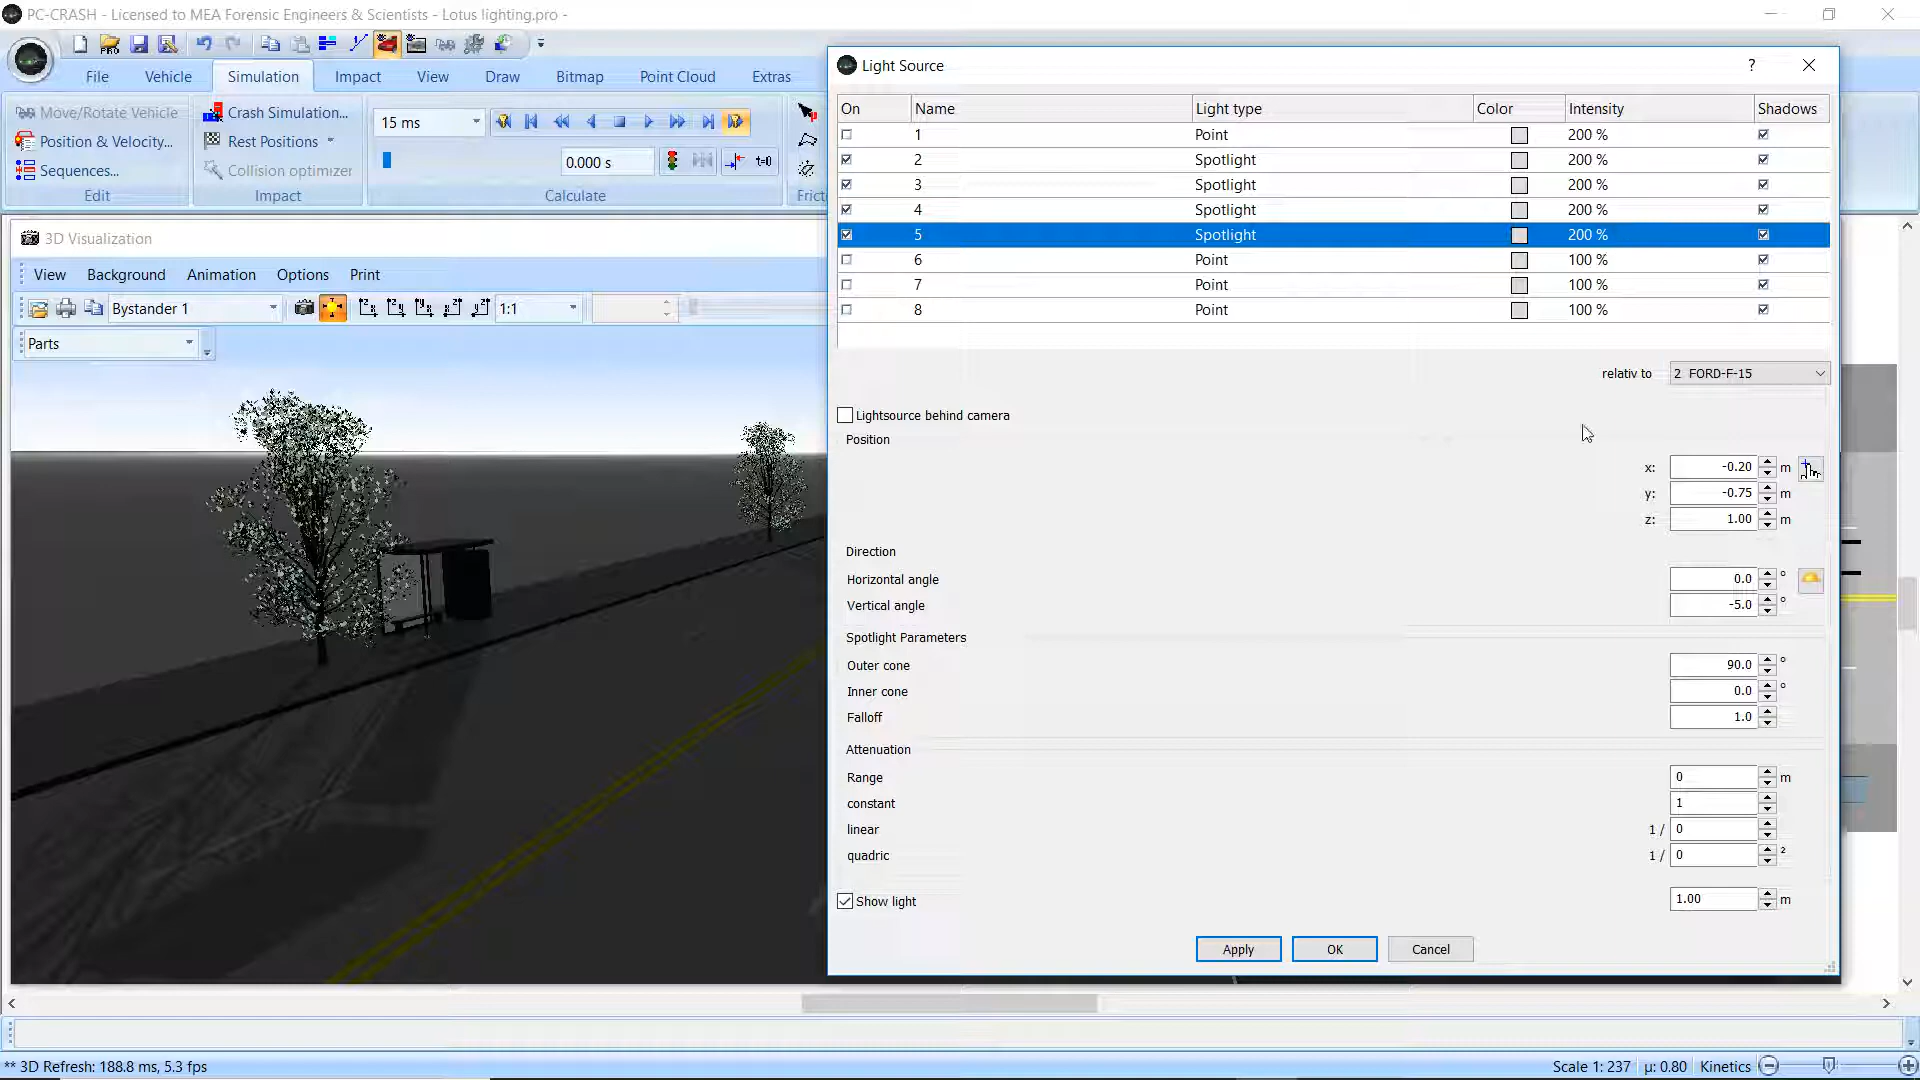 PC-CRASH - Licensed to MEA Forensic Engineers & Scientists - Lotus lighting.pro -
File Vehicle Simulation Impact View Draw Bitmap Point Cloud Extras
Move/Rotate Vehicle
Position & Velocity...
Sequences...
Edit
Crash Simulation...
Rest Positions
Collision optimizer
Impact
15 ms
0.000 s
t=0
Calculate
Frict
3D Visualization
View Background Animation Options Print
Bystander 1
1:1
Parts
Light Source
?
On Name Light type Color Intensity Shadows
1 Point 200 %
2 Spotlight 200 %
3 Spotlight 200 %
4 Spotlight 200 %
5 Spotlight 200 %
6 Point 100 %
7 Point 100 %
8 Point 100 %
relativ to 2 FORD-F-15
Lightsource behind camera
Position
x: -0.20 m
y: -0.75 m
z: 1.00 m
Direction
Horizontal angle 0.0 °
Vertical angle -5.0 °
Spotlight Parameters
Outer cone 90.0 °
Inner cone 0.0 °
Falloff 1.0
Attenuation
Range 0 m
constant 1
linear 1 / 0
quadric 1 / 0 ²
Show light 1.00 m
Apply OK Cancel
** 3D Refresh: 188.8 ms, 5.3 fps
Scale 1: 237 µ: 0.80 Kinetics